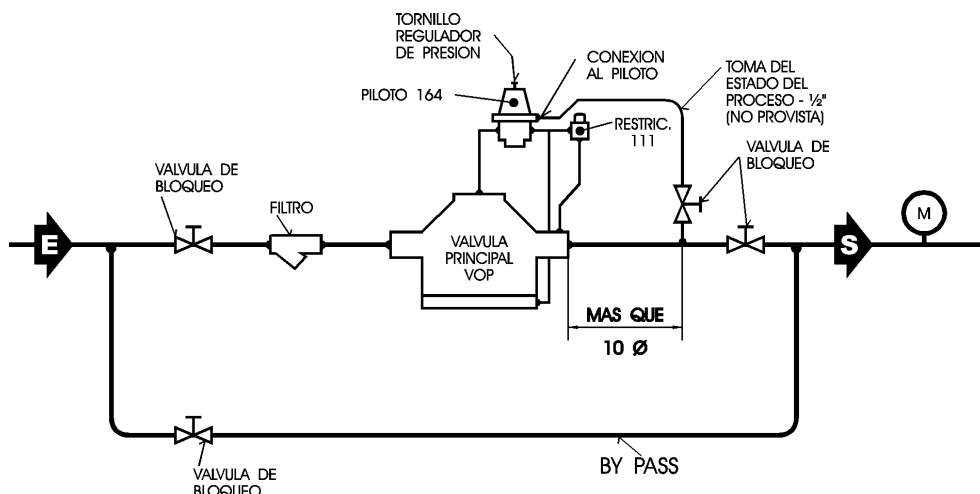 TORNILLO
REGULADOR
DE PRESION
CONEXION
AL PILOTO
TOMA DEL
ESTADO DEL
PROCESO - ½"
(NO PROVISTA)
PILOTO 164
RESTRIC.
111
VALVULA DE
BLOQUEO
VALVULA DE
BLOQUEO
FILTRO
E
VALVULA
PRINCIPAL
VOP
S
M
MAS QUE
10 Ø
BY PASS
VALVULA DE
BLOQUEO